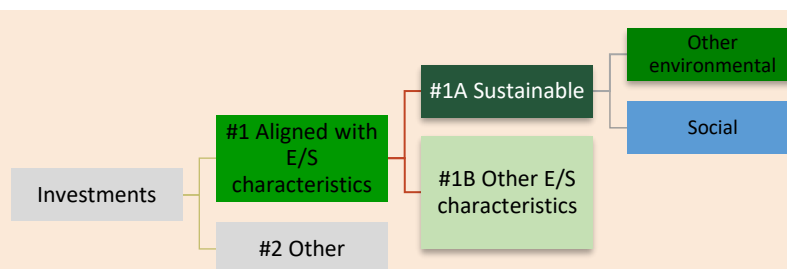 Other
environmental
#1A Sustainable
Social
#1 Aligned with
E/S
characteristics
#1B Other E/S
characteristics
Investments
#2 Other